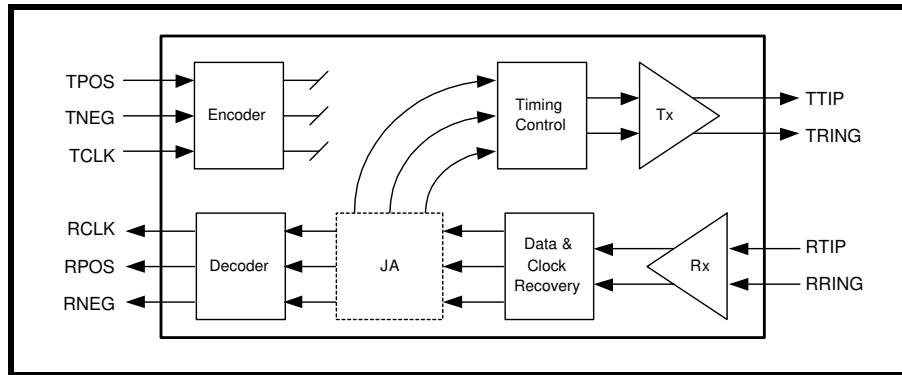 TPOS
TNEG
TCLK
Encoder
Timing
Control
Tx
TTIP
TRING
RCLK
RPOS
RNEG
Decoder
JA
Data &
Clock
Recovery
Rx
RTIP
RRING